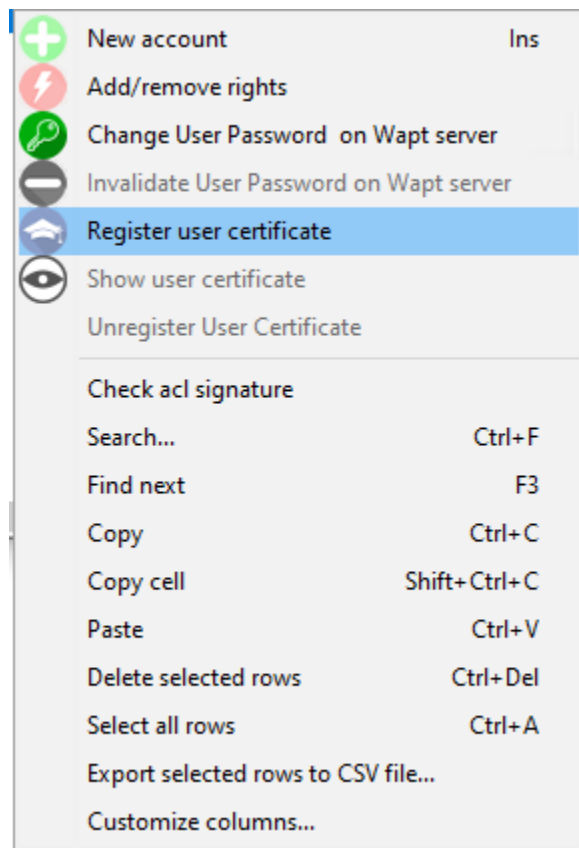 New account Ins
Add/remove rights
Change User Password  on Wapt server
Invalidate User Password on Wapt server
Register user certificate
Show user certificate
Unregister User Certificate
Check acl signature
Search... Ctrl+F
Find next F3
Copy Ctrl+C
Copy cell Shift+Ctrl+C
Paste Ctrl+V
Delete selected rows Ctrl+Del
Select all rows Ctrl+A
Export selected rows to CSV file...
Customize columns...